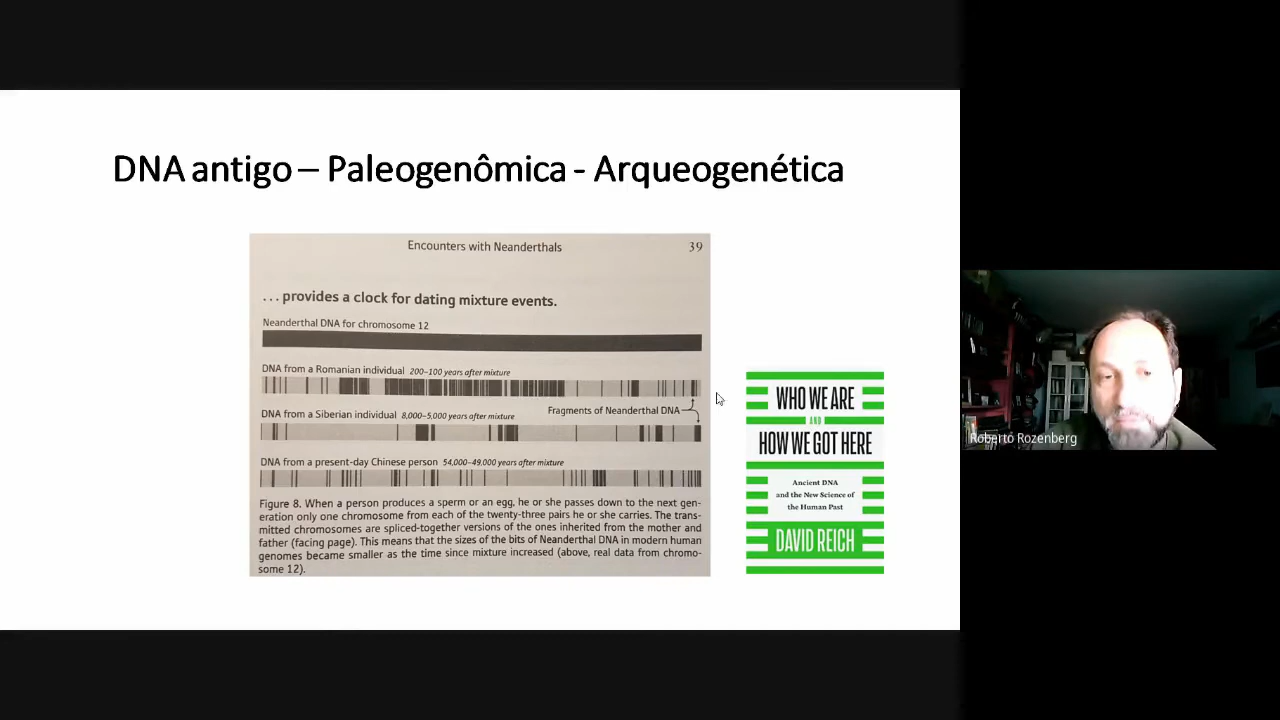 DNA antigo – Paleogenômica - Arqueogenética
Encounters with Neanderthals 39
...provides a clock for dating mixture events.
Neanderthal DNA for chromosome 12
DNA from a Romanian individual 200–100 years after mixture
DNA from a Siberian individual 8,000–5,000 years after mixture
Fragments of Neanderthal DNA
DNA from a present-day Chinese person 54,000–49,000 years after mixture
Figure 8. When a person produces a sperm or an egg, he or she passes down to the next gen-
eration only one chromosome from each of the twenty-three pairs he or she carries. The trans-
mitted chromosomes are spliced-together versions of the ones inherited from the mother and
father (facing page). This means that the sizes of the bits of Neanderthal DNA in modern human
genomes became smaller as the time since mixture increased (above, real data from chromo-
some 12).
WHO WE ARE
AND
HOW WE GOT HERE
Ancient DNA
and the New Science of
the Human Past
DAVID REICH
Roberto Rozenberg